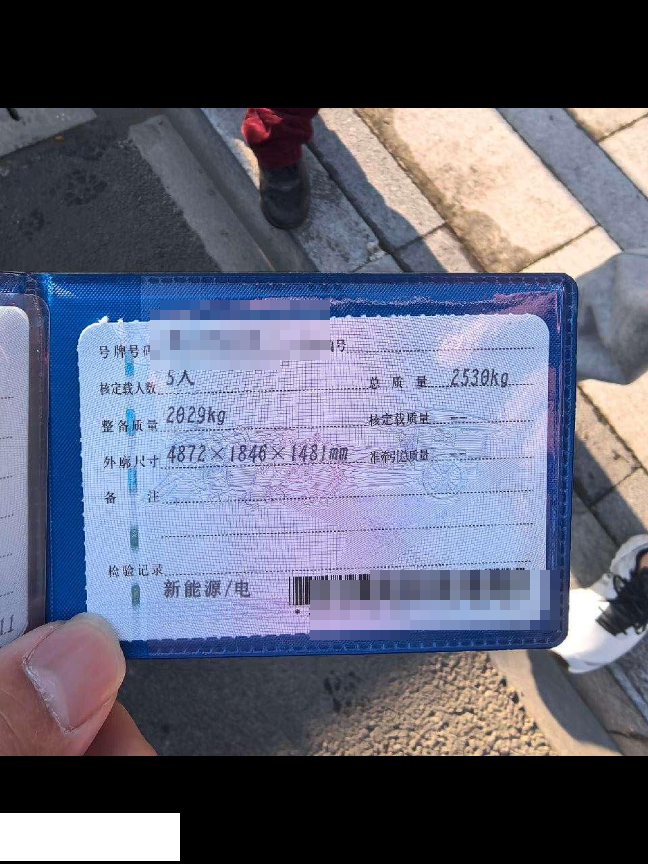 号牌号码 号
核定载人数 5人 总质量 2530kg
整备质量 2029kg 核定载质量 --
外廓尺寸 4872×1846×1481mm 准牵引总质量 --
备注
检验记录
新能源/电
*
11